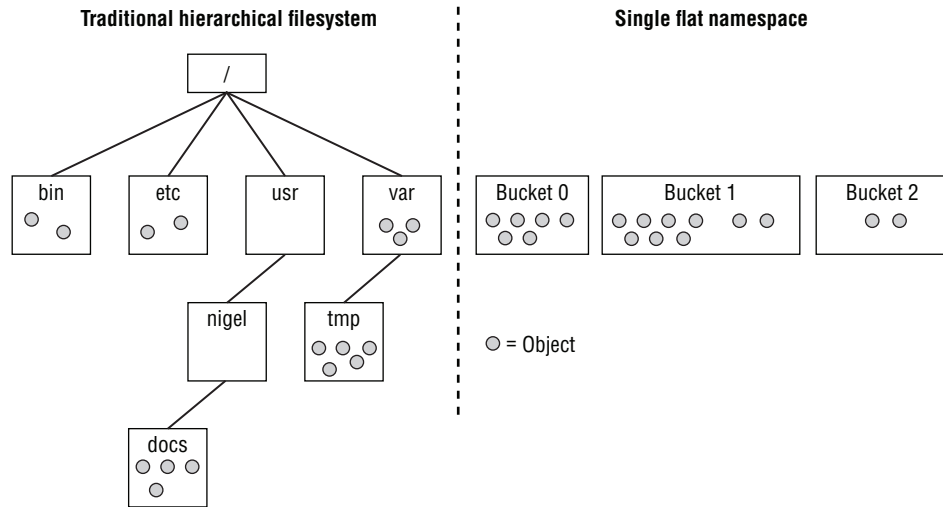 Traditional hierarchical filesystem
Single flat namespace
/
bin
etc
usr
var
Bucket 0
Bucket 1
Bucket 2
nigel
tmp
= Object
docs